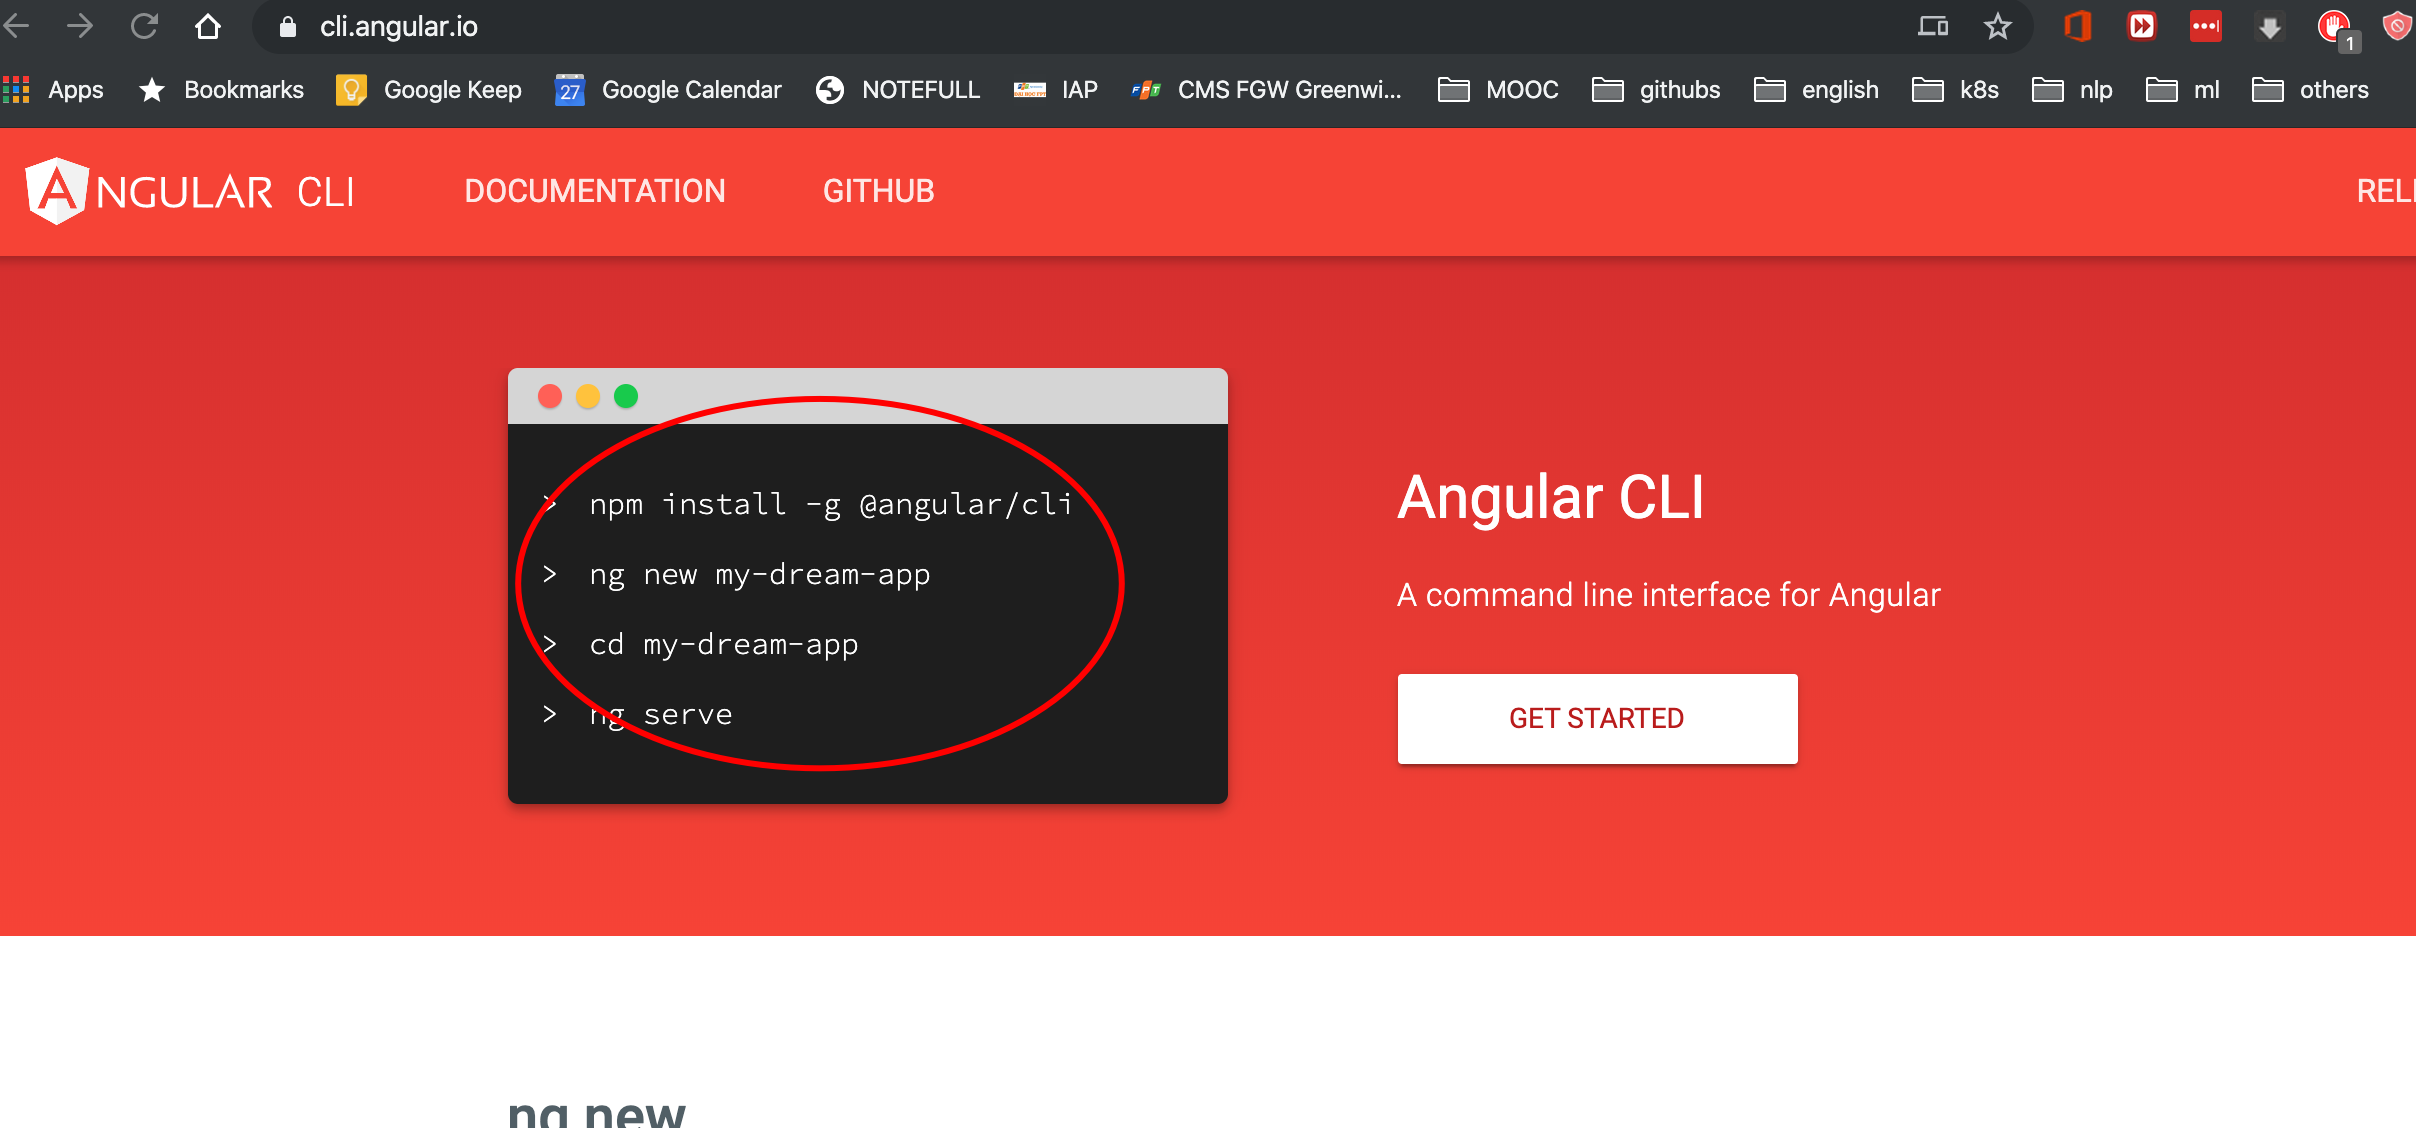 cli.angular.io
1
Apps Bookmarks Google Keep 27 Google Calendar NOTEFULL IAP FPT CMS FGW Greenwi... MOOC githubs english k8s nlp ml others
ANGULAR CLI DOCUMENTATION GITHUB
> npm install -g @angular/cli
> ng new my-dream-app
> cd my-dream-app
> ng serve
Angular CLI
A command line interface for Angular
GET STARTED
ng new